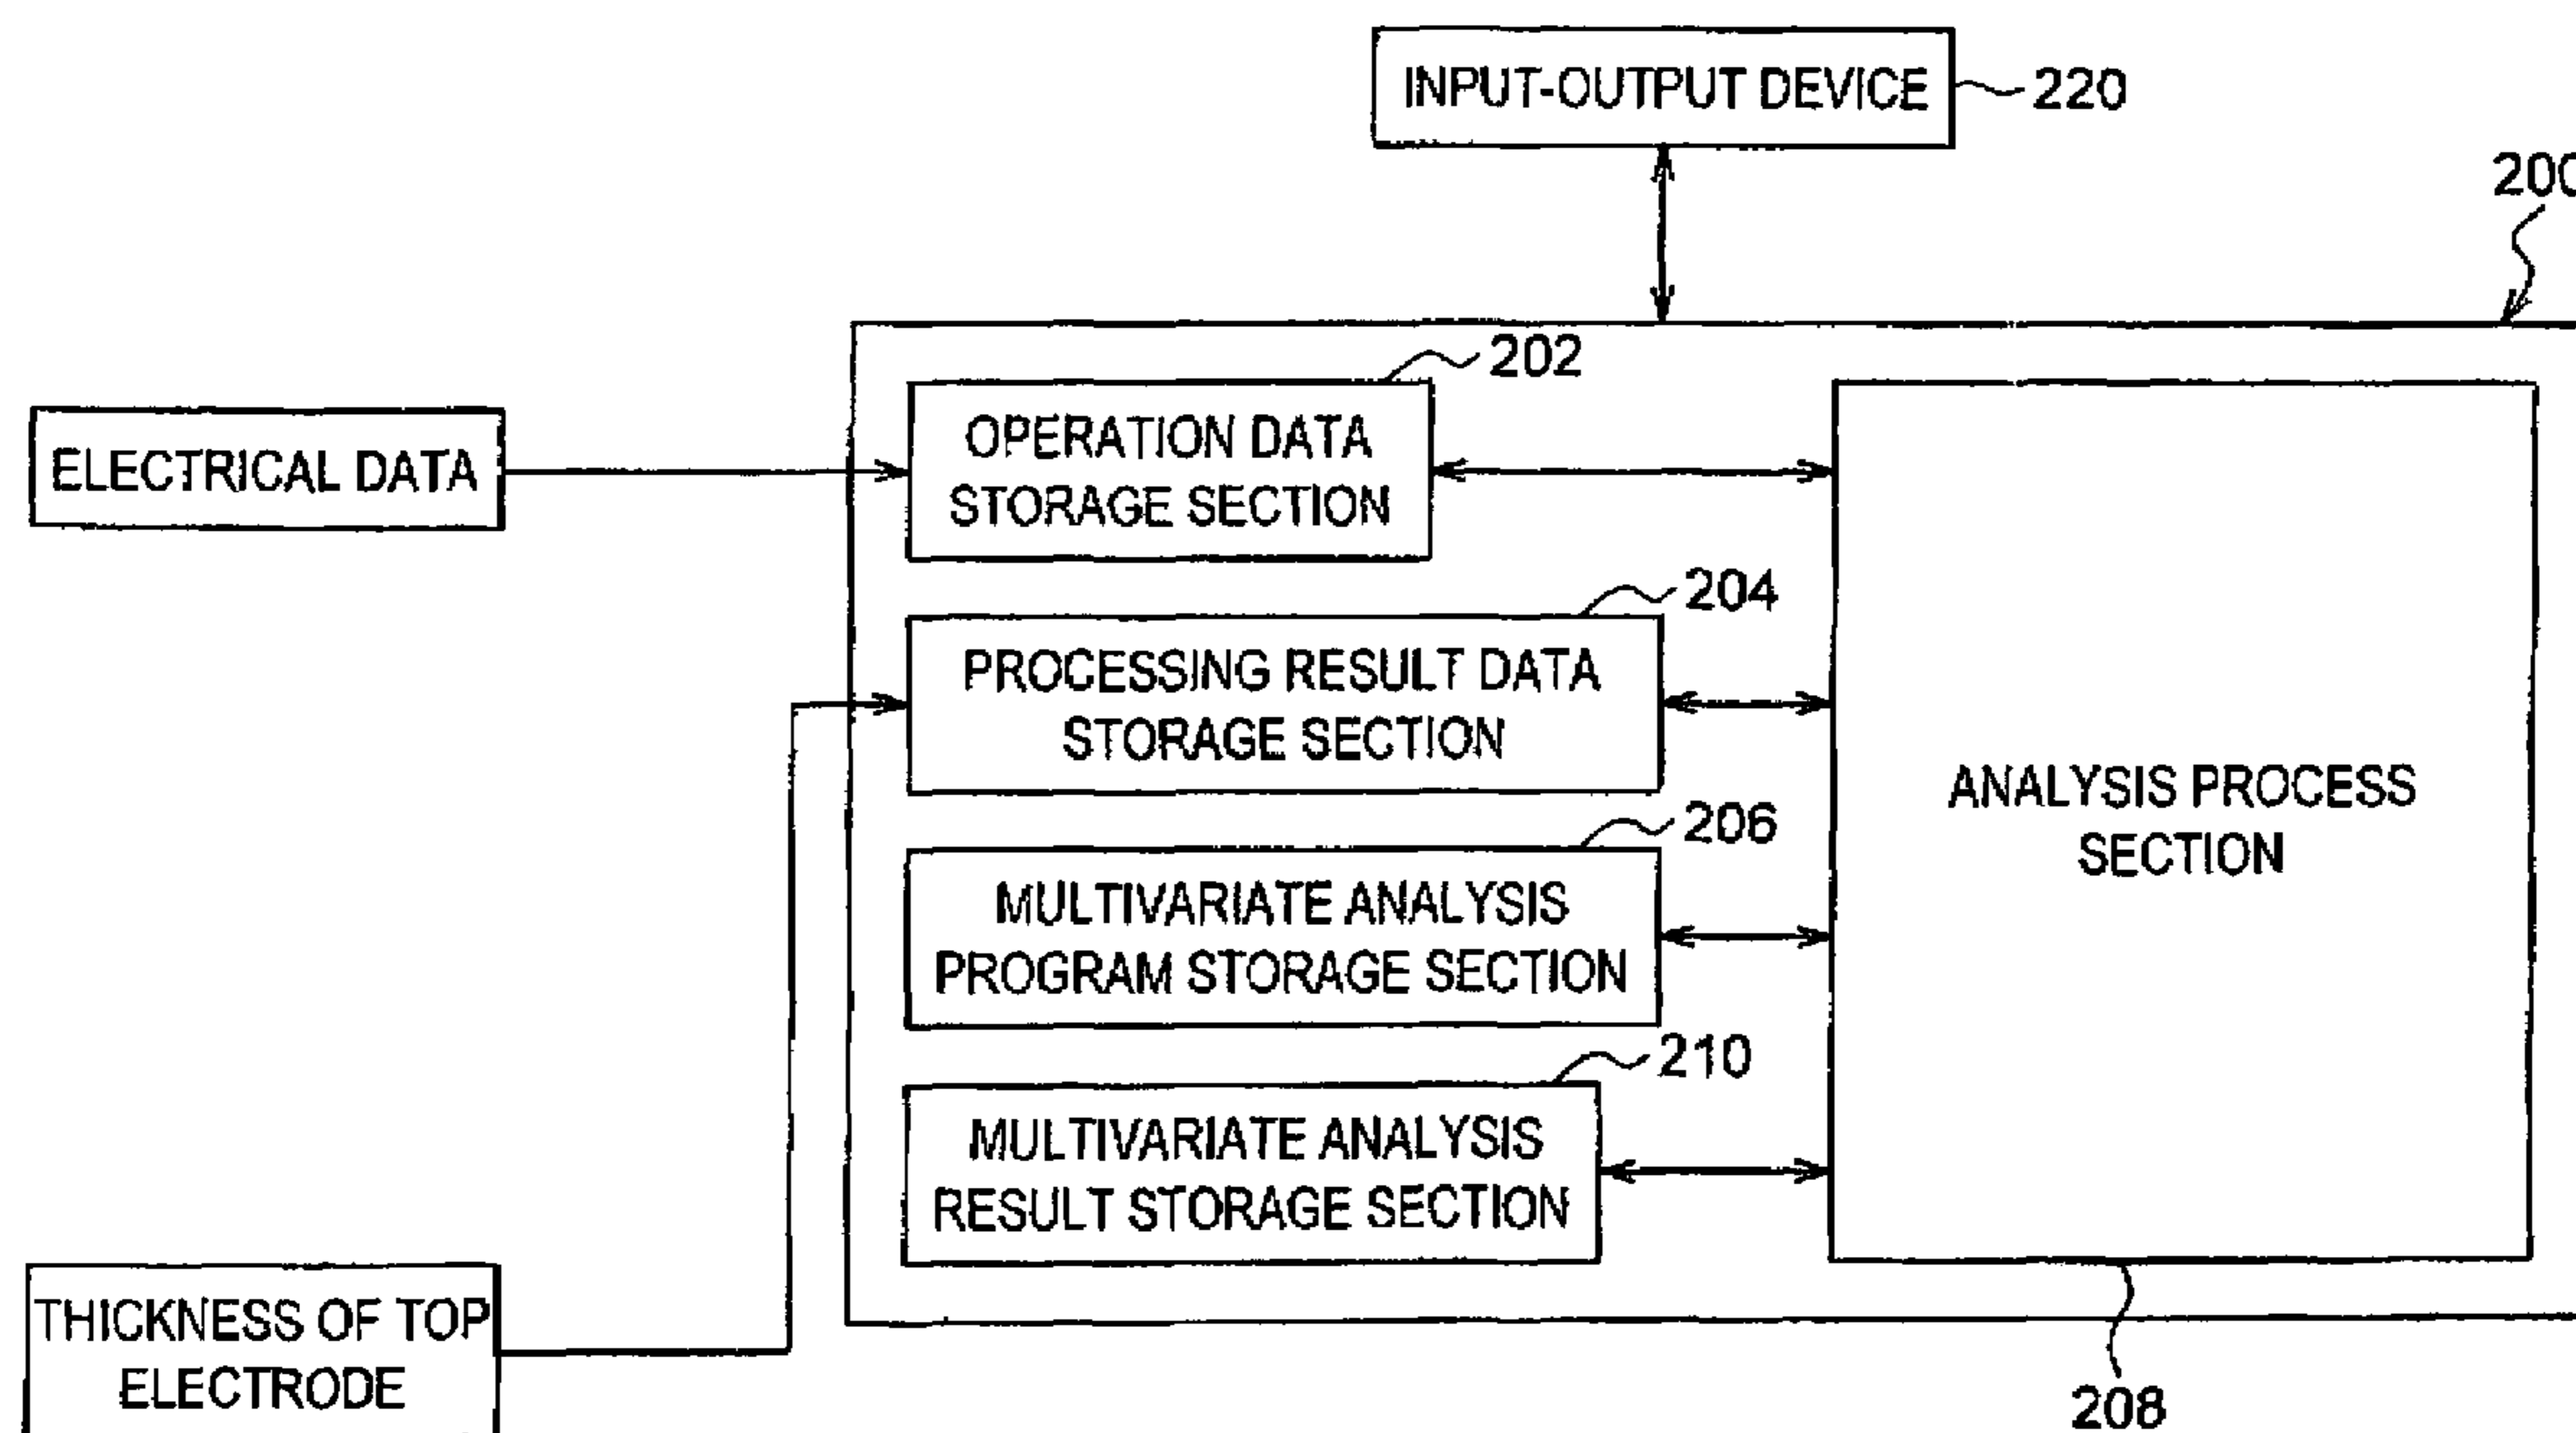 INPUT-OUTPUT DEVICE
220
200
202
ELECTRICAL DATA
OPERATION DATA
STORAGE SECTION
204
PROCESSING RESULT DATA
STORAGE SECTION
ANALYSIS PROCESS
SECTION
206
MULTIVARIATE ANALYSIS
PROGRAM STORAGE SECTION
210
MULTIVARIATE ANALYSIS
RESULT STORAGE SECTION
THICKNESS OF TOP
ELECTRODE
208